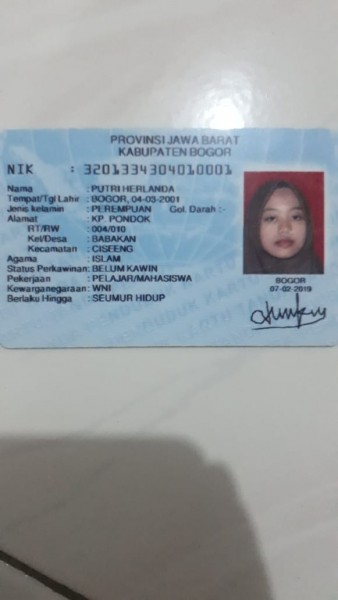 PROVINSI JAWA BARAT
KABUPATEN BOGOR
NIK : 3201334304010001
Nama : PUTRI HERLANDA
Tempat/Tgl Lahir : BOGOR, 04-03-2001
Jenis kelamin : PEREMPUAN Gol. Darah : -
Alamat : KP. PONDOK
RT/RW : 004/010
Kel/Desa : BABAKAN
Kecamatan : CISEENG
Agama : ISLAM
Status Perkawinan: BELUM KAWIN
Pekerjaan : PELAJAR/MAHASISWA
Kewarganegaraan: WNI
Berlaku Hingga : SEUMUR HIDUP
BOGOR
07-02-2019